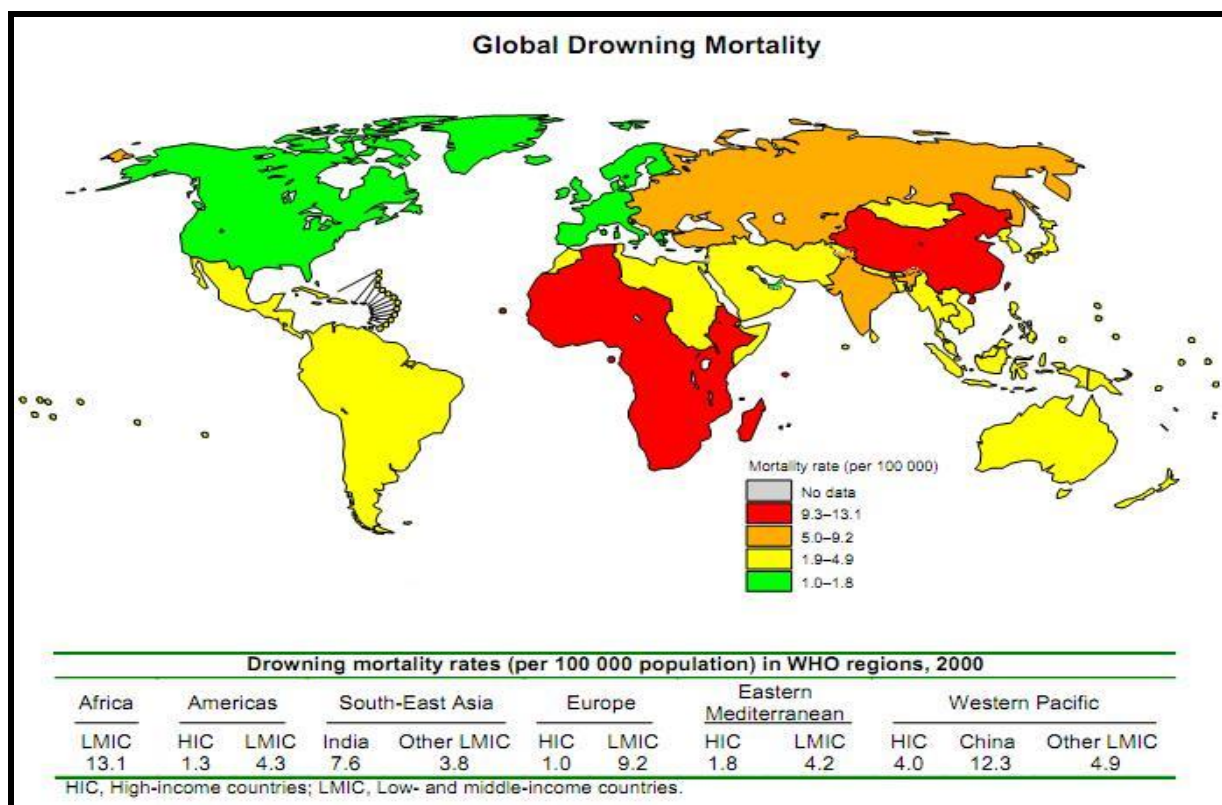 Global Drowning Mortality
Mortality rate (per 100 000)
No data
9.3–13.1
5.0–9.2
1.9–4.9
1.0–1.8
Drowning mortality rates (per 100 000 population) in WHO regions, 2000
Africa Americas South-East Asia Europe Eastern Mediterranean Western Pacific
LMIC HIC LMIC India Other LMIC HIC LMIC HIC LMIC HIC China Other LMIC
13.1 1.3 4.3 7.6 3.8 1.0 9.2 1.8 4.2 4.0 12.3 4.9
HIC, High-income countries; LMIC, Low- and middle-income countries.